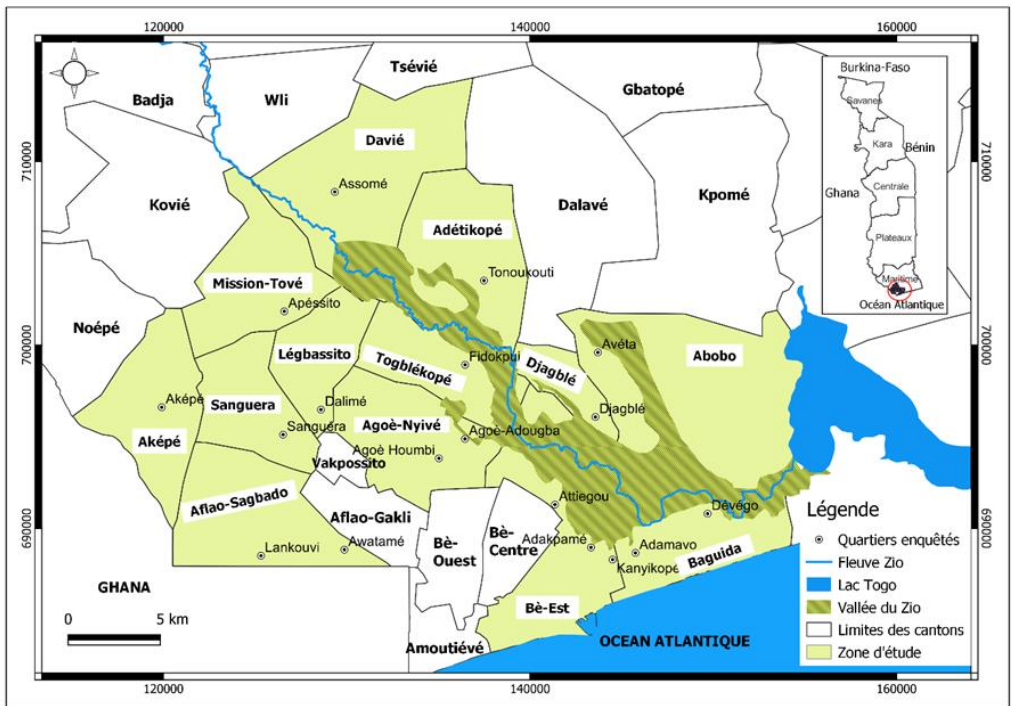 120000
140000
160000
Tsévié
Badja
Wli
Gbatopé
Burkina-Faso
Savanes
Kara
Bénin
Ghana
Centrale
Plateaux
Maritime
Océan Atlantique
710000
710000
Davié
Assomé
Kovié
Dalavé
Kpomé
Adétikopé
Tonoukouti
Mission-Tové
Apéssito
Noépé
700000
700000
Légbassito
Togblékopé
Fidokpui
Djagblé
Avéta
Abobo
Aképé
Sanguera
Dalimé
Djagblé
Aképé
Sanguéra
Agoè-Nyivé
Agoè-Adougba
Agoè Houmbi
Vakpossito
Aflao-Sagbado
Aflao-Gakli
Attiegou
Dévégo
690000
690000
Bè-Ouest
Bè-Centre
Lankouvi
Awatamé
Adakpamé
Adamavo
Kanyikopé
Baguida
GHANA
Bè-Est
0
5 km
Amoutiévé
OCEAN ATLANTIQUE
Légende
Quartiers enquêtés
Fleuve Zio
Lac Togo
Vallée du Zio
Limites des cantons
Zone d'étude
120000
140000
160000